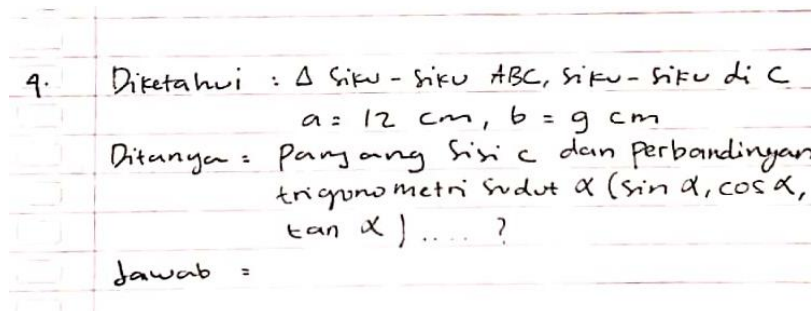 4. Diketahui : Δ siku-siku ABC, siku-siku di C
a = 12 cm, b = 9 cm
Ditanya = Panjang sisi c dan perbandingan
trigonometri sudut α (sin α, cos α,
tan α) .... ?
Jawab =